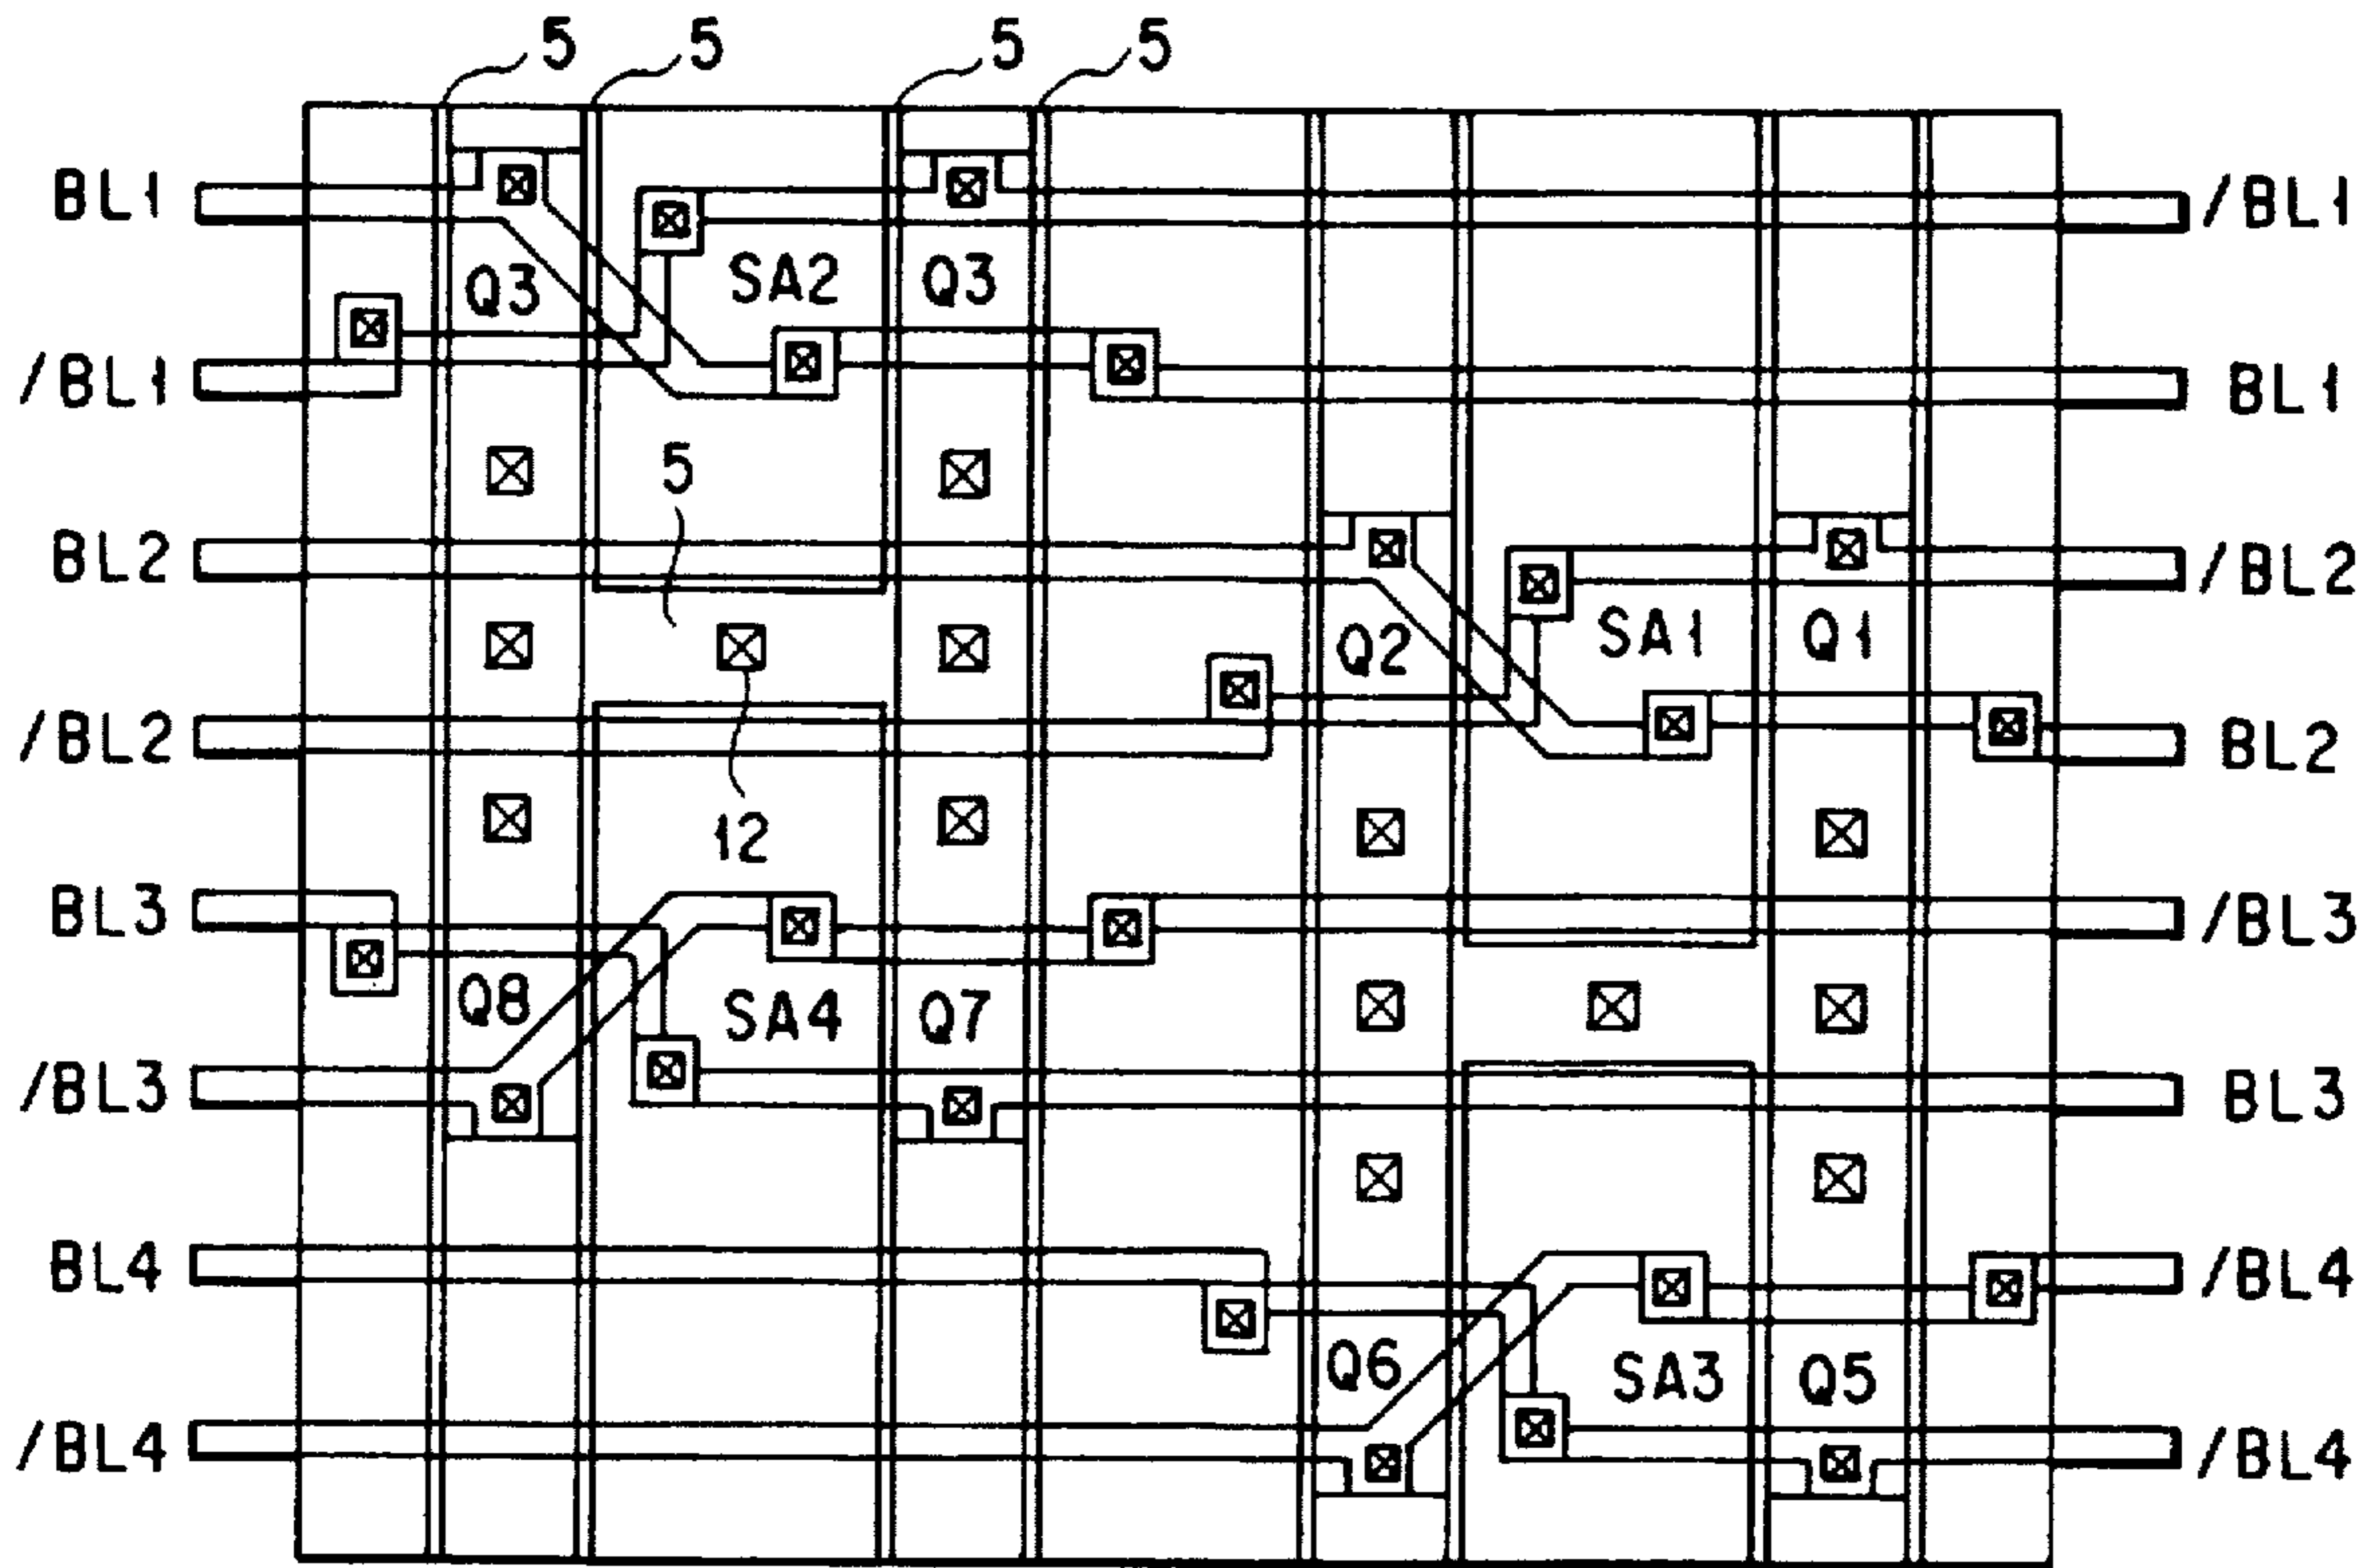 5 5 5 5
BL1 /BL1
Q3 SA2 Q3
/BL1 BL1
5
BL2 /BL2
Q2 SA1 Q1
/BL2 BL2
12
BL3 /BL3
Q8 SA4 Q7
/BL3 BL3
BL4 /BL4
Q6 SA3 Q5
/BL4 /BL4